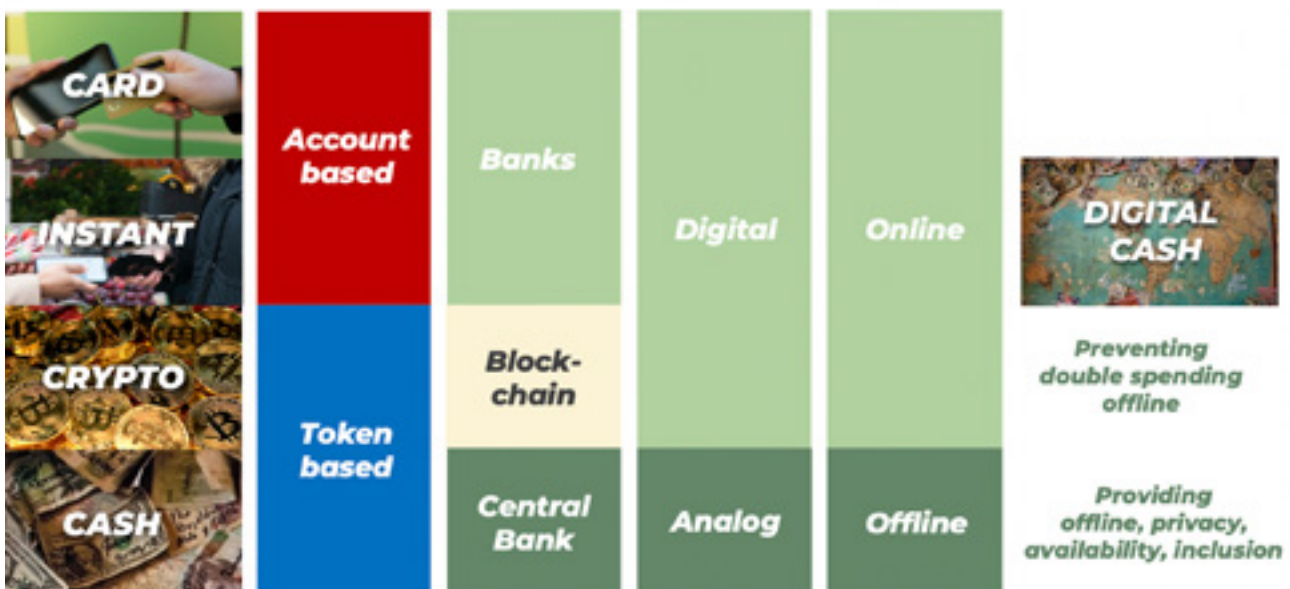 CARD
INSTANT
CRYPTO
CASH
Account
based
Token
based
Banks
Block-
chain
Central
Bank
Digital
Analog
Online
Offline
DIGITAL
CASH
Preventing
double spending
offline
Providing
offline, privacy,
availability, inclusion